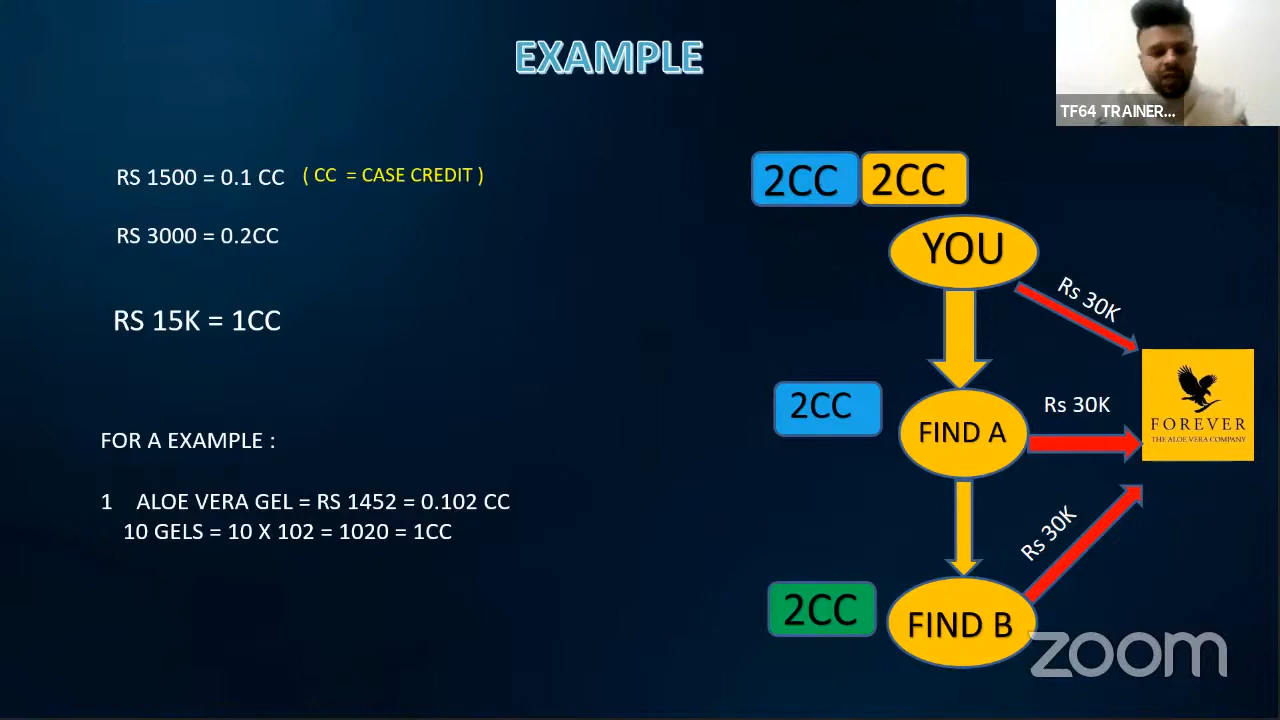 EXAMPLE
TF64 TRAINER...
RS 1500 = 0.1 CC ( CC = CASE CREDIT )
RS 3000 = 0.2CC
RS 15K = 1CC
FOR A EXAMPLE :
1 ALOE VERA GEL = RS 1452 = 0.102 CC
10 GELS = 10 X 102 = 1020 = 1CC
2CC 2CC
YOU
Rs 30K
2CC
FIND A
Rs 30K
FOREVER
THE ALOE VERA COMPANY
Rs 30K
2CC
FIND B
zoom